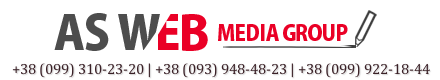 AS WEB MEDIA GROUP
+38 (099) 310-23-20 | +38 (093) 948-48-23 | +38 (099) 922-18-44